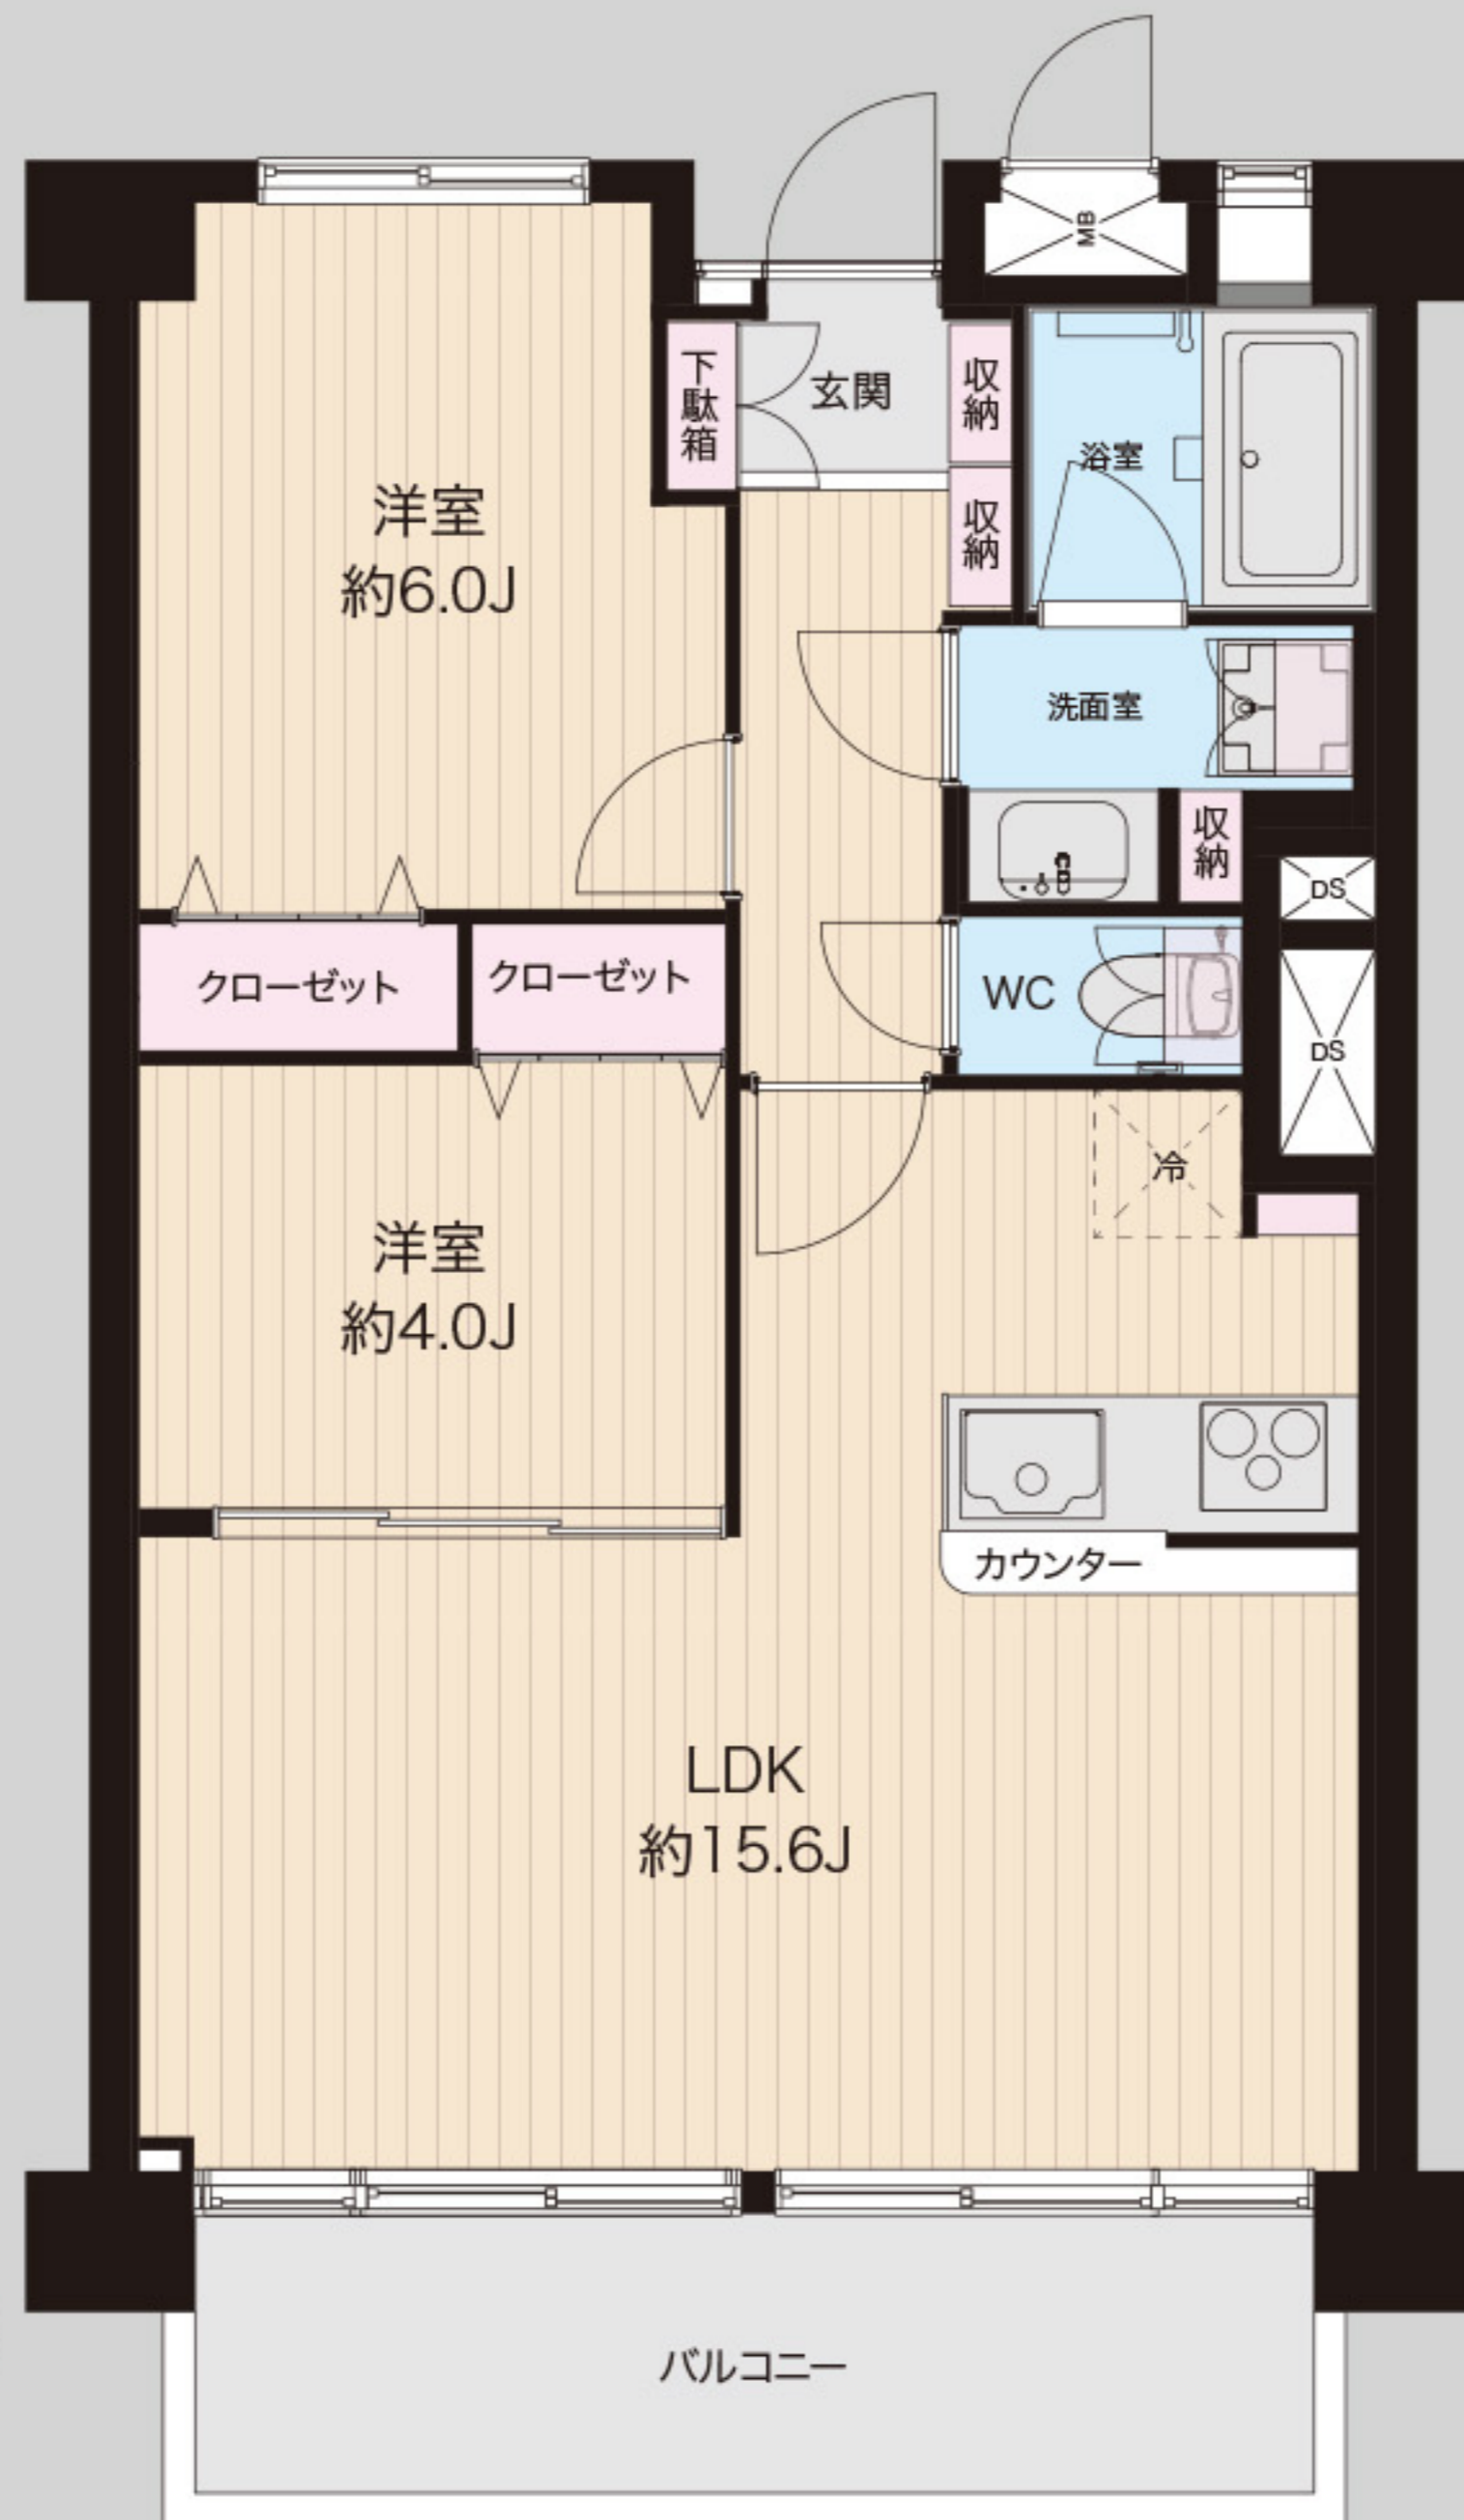 MB
下駄箱
玄関
収納
浴室
収納
洋室
約6.0J
洗面室
収納
DS
クローゼット
クローゼット
WC
DS
冷
洋室
約4.0J
カウンター
LDK
約15.6J
バルコニー